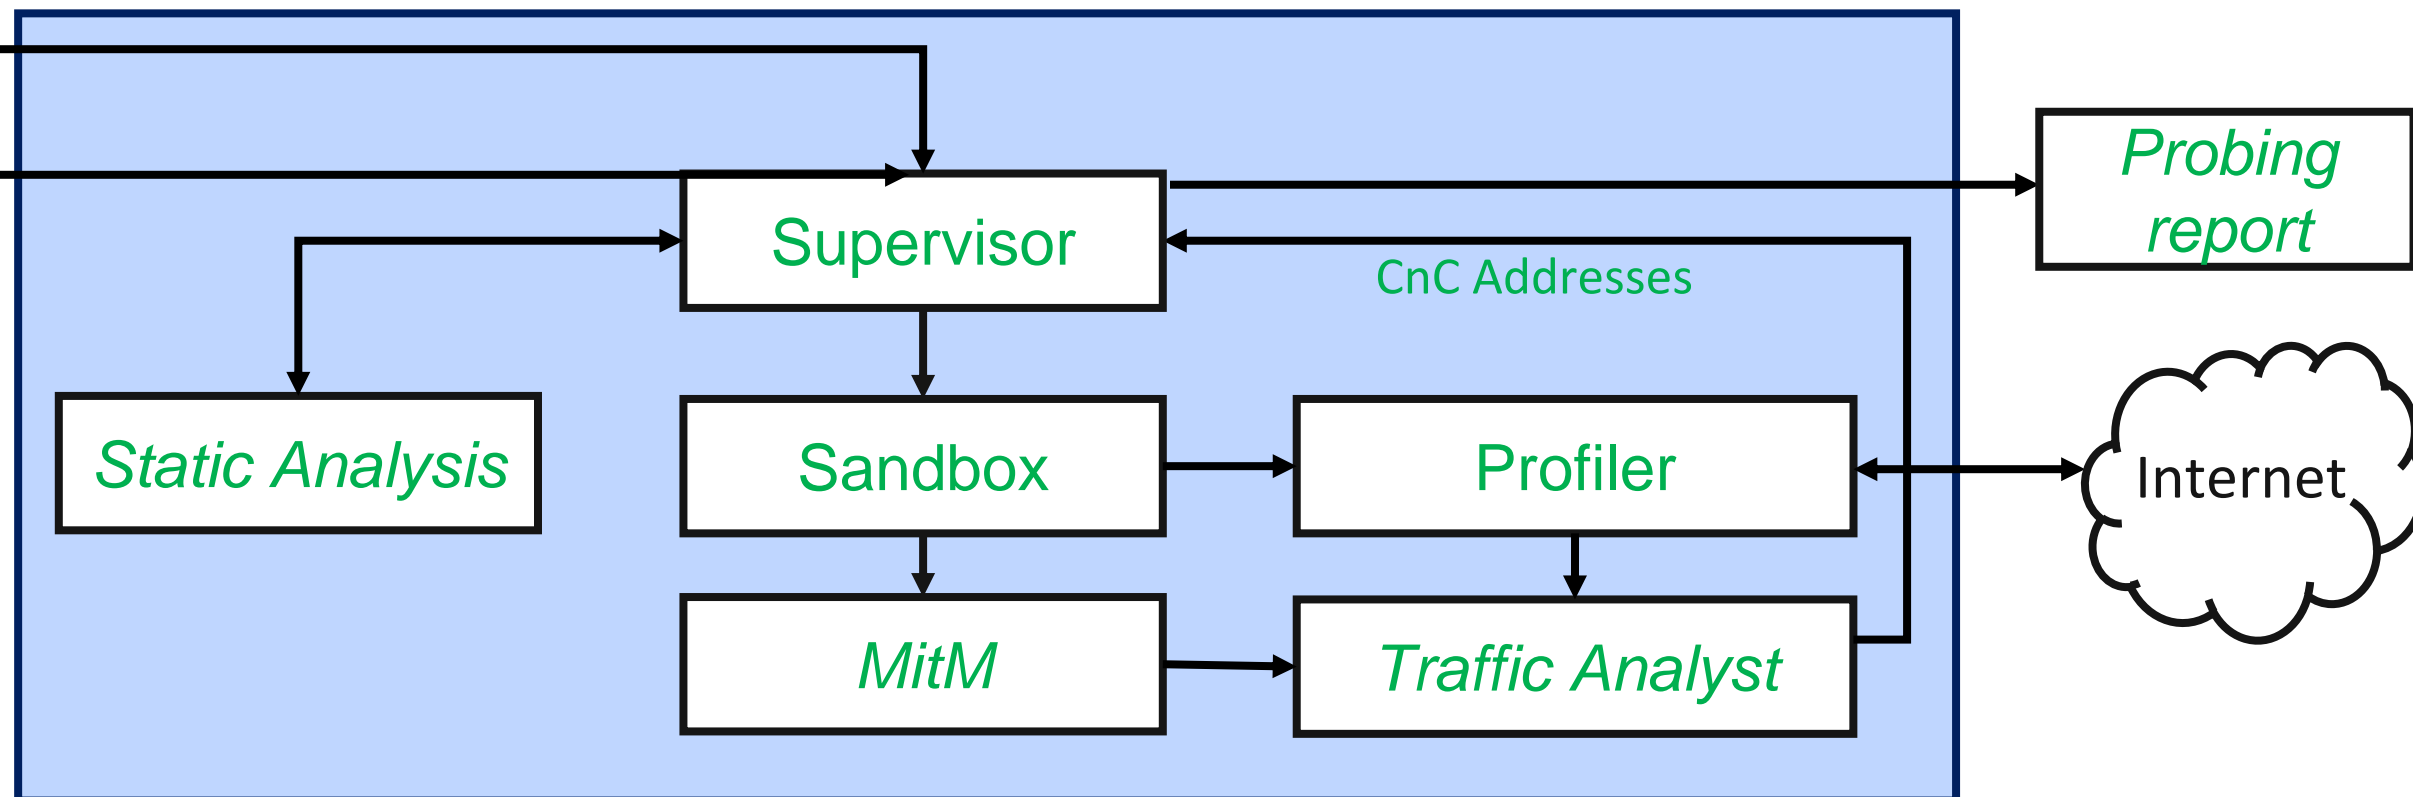 Probing
report
Supervisor
CnC Addresses
Static Analysis
Sandbox
Profiler
Internet
MitM
Traffic Analyst